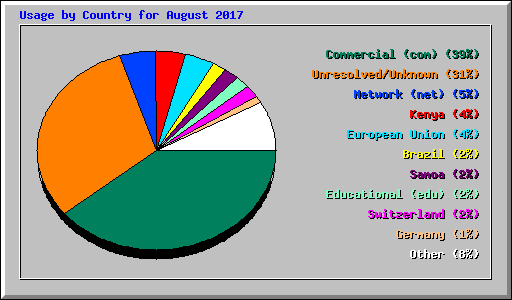 Usage by Country for August 2017
Commercial (com) (39%)
Unresolved/Unknown (31%)
Network (net) (5%)
Kenya (4%)
European Union (4%)
Brazil (2%)
Samoa (2%)
Educational (edu) (2%)
Switzerland (2%)
Germany (1%)
Other (8%)